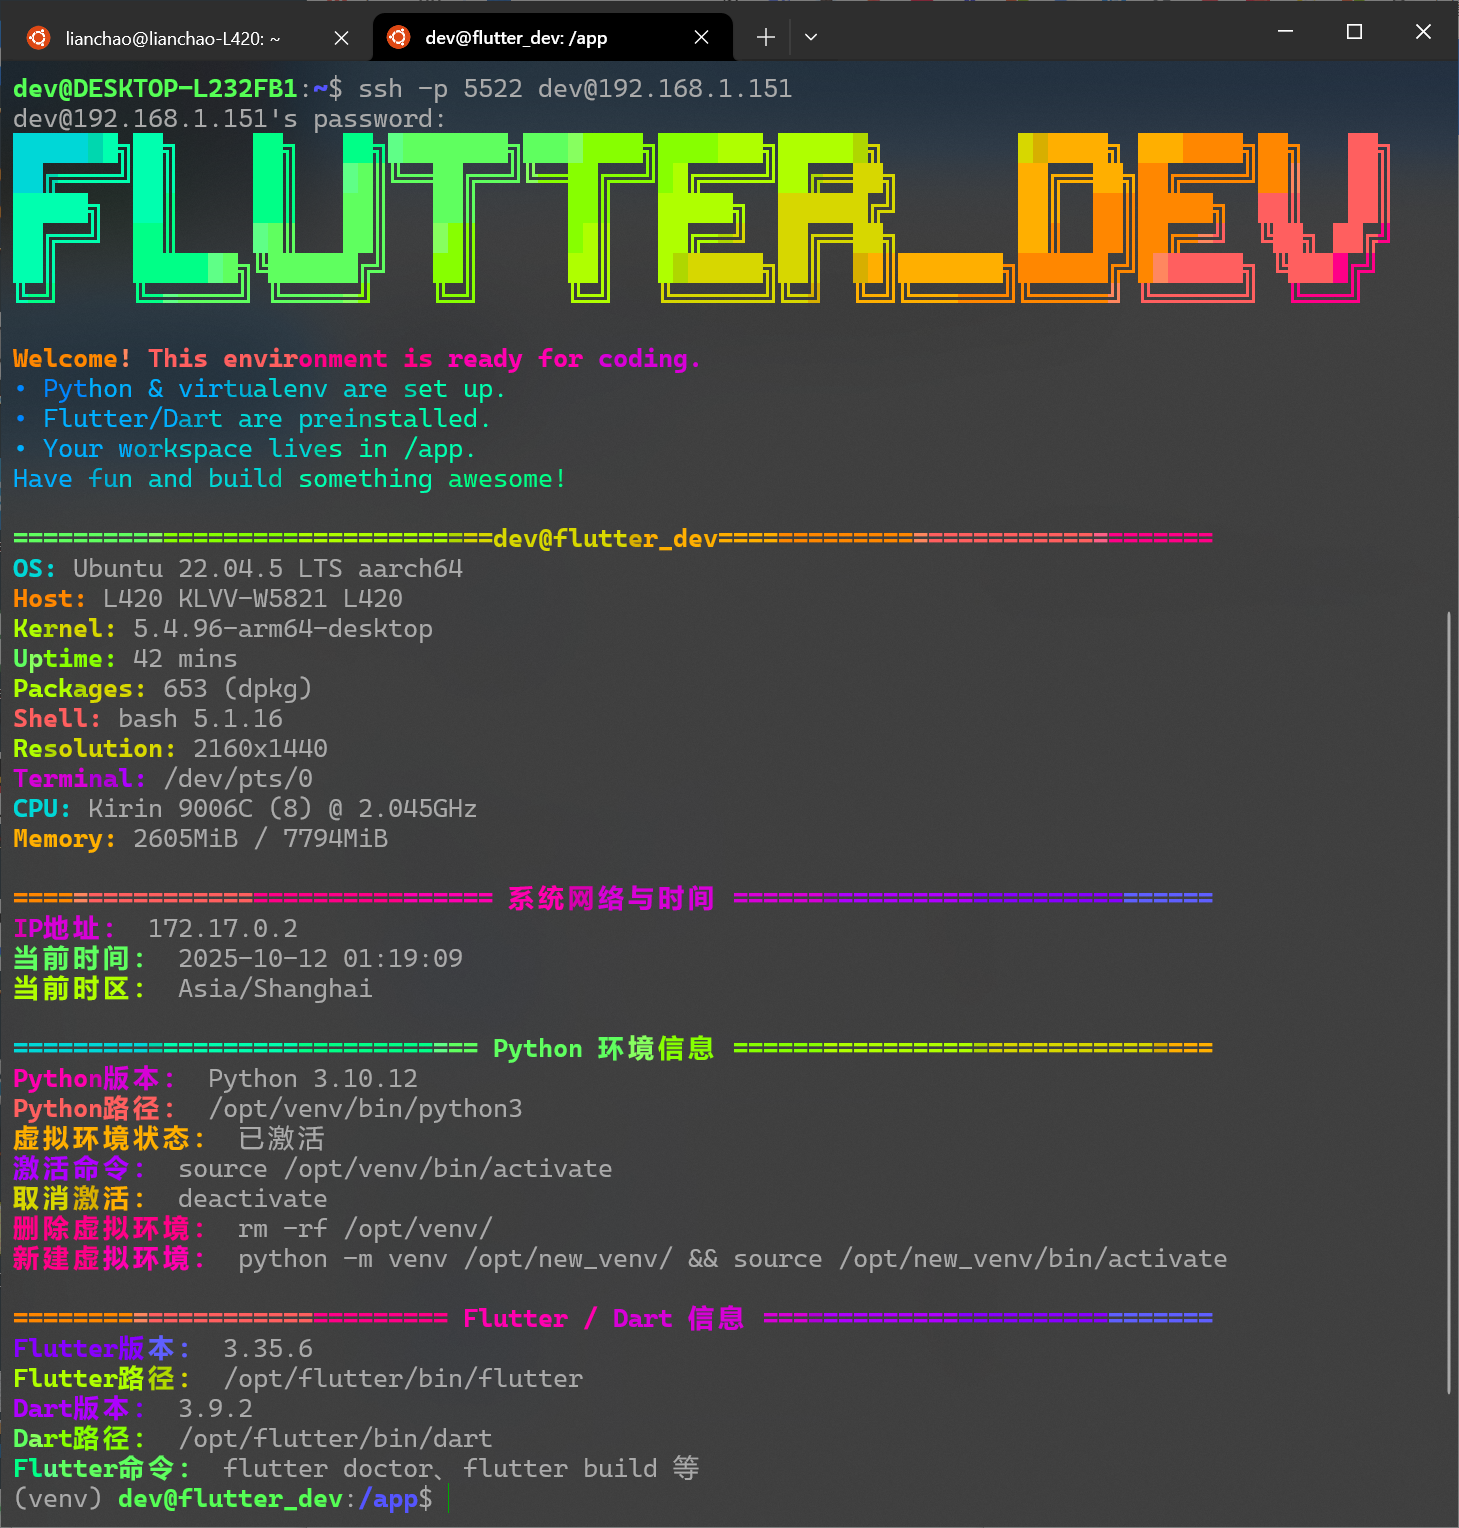 lianchao@lianchao-L420: ~
dev@flutter_dev: /app
dev@DESKTOP-L232FB1:~$ ssh -p 5522 dev@192.168.1.151
dev@192.168.1.151's password:
FLUTTER_DEV
Welcome! This environment is ready for coding.
• Python & virtualenv are set up.
• Flutter/Dart are preinstalled.
• Your workspace lives in /app.
Have fun and build something awesome!
================================dev@flutter_dev=================================
OS: Ubuntu 22.04.5 LTS aarch64
Host: L420 KLVV-W5821 L420
Kernel: 5.4.96-arm64-desktop
Uptime: 42 mins
Packages: 653 (dpkg)
Shell: bash 5.1.16
Resolution: 2160x1440
Terminal: /dev/pts/0
CPU: Kirin 9006C (8) @ 2.045GHz
Memory: 2605MiB / 7794MiB
================================ 系统网络与时间 ================================
IP地址： 172.17.0.2
当前时间： 2025-10-12 01:19:09
当前时区： Asia/Shanghai
=============================== Python 环境信息 ================================
Python版本： Python 3.10.12
Python路径： /opt/venv/bin/python3
虚拟环境状态： 已激活
激活命令： source /opt/venv/bin/activate
取消激活： deactivate
删除虚拟环境： rm -rf /opt/venv/
新建虚拟环境： python -m venv /opt/new_venv/ && source /opt/new_venv/bin/activate
============================= Flutter / Dart 信息 ==============================
Flutter版本： 3.35.6
Flutter路径： /opt/flutter/bin/flutter
Dart版本： 3.9.2
Dart路径： /opt/flutter/bin/dart
Flutter命令： flutter doctor、flutter build 等
(venv) dev@flutter_dev:/app$